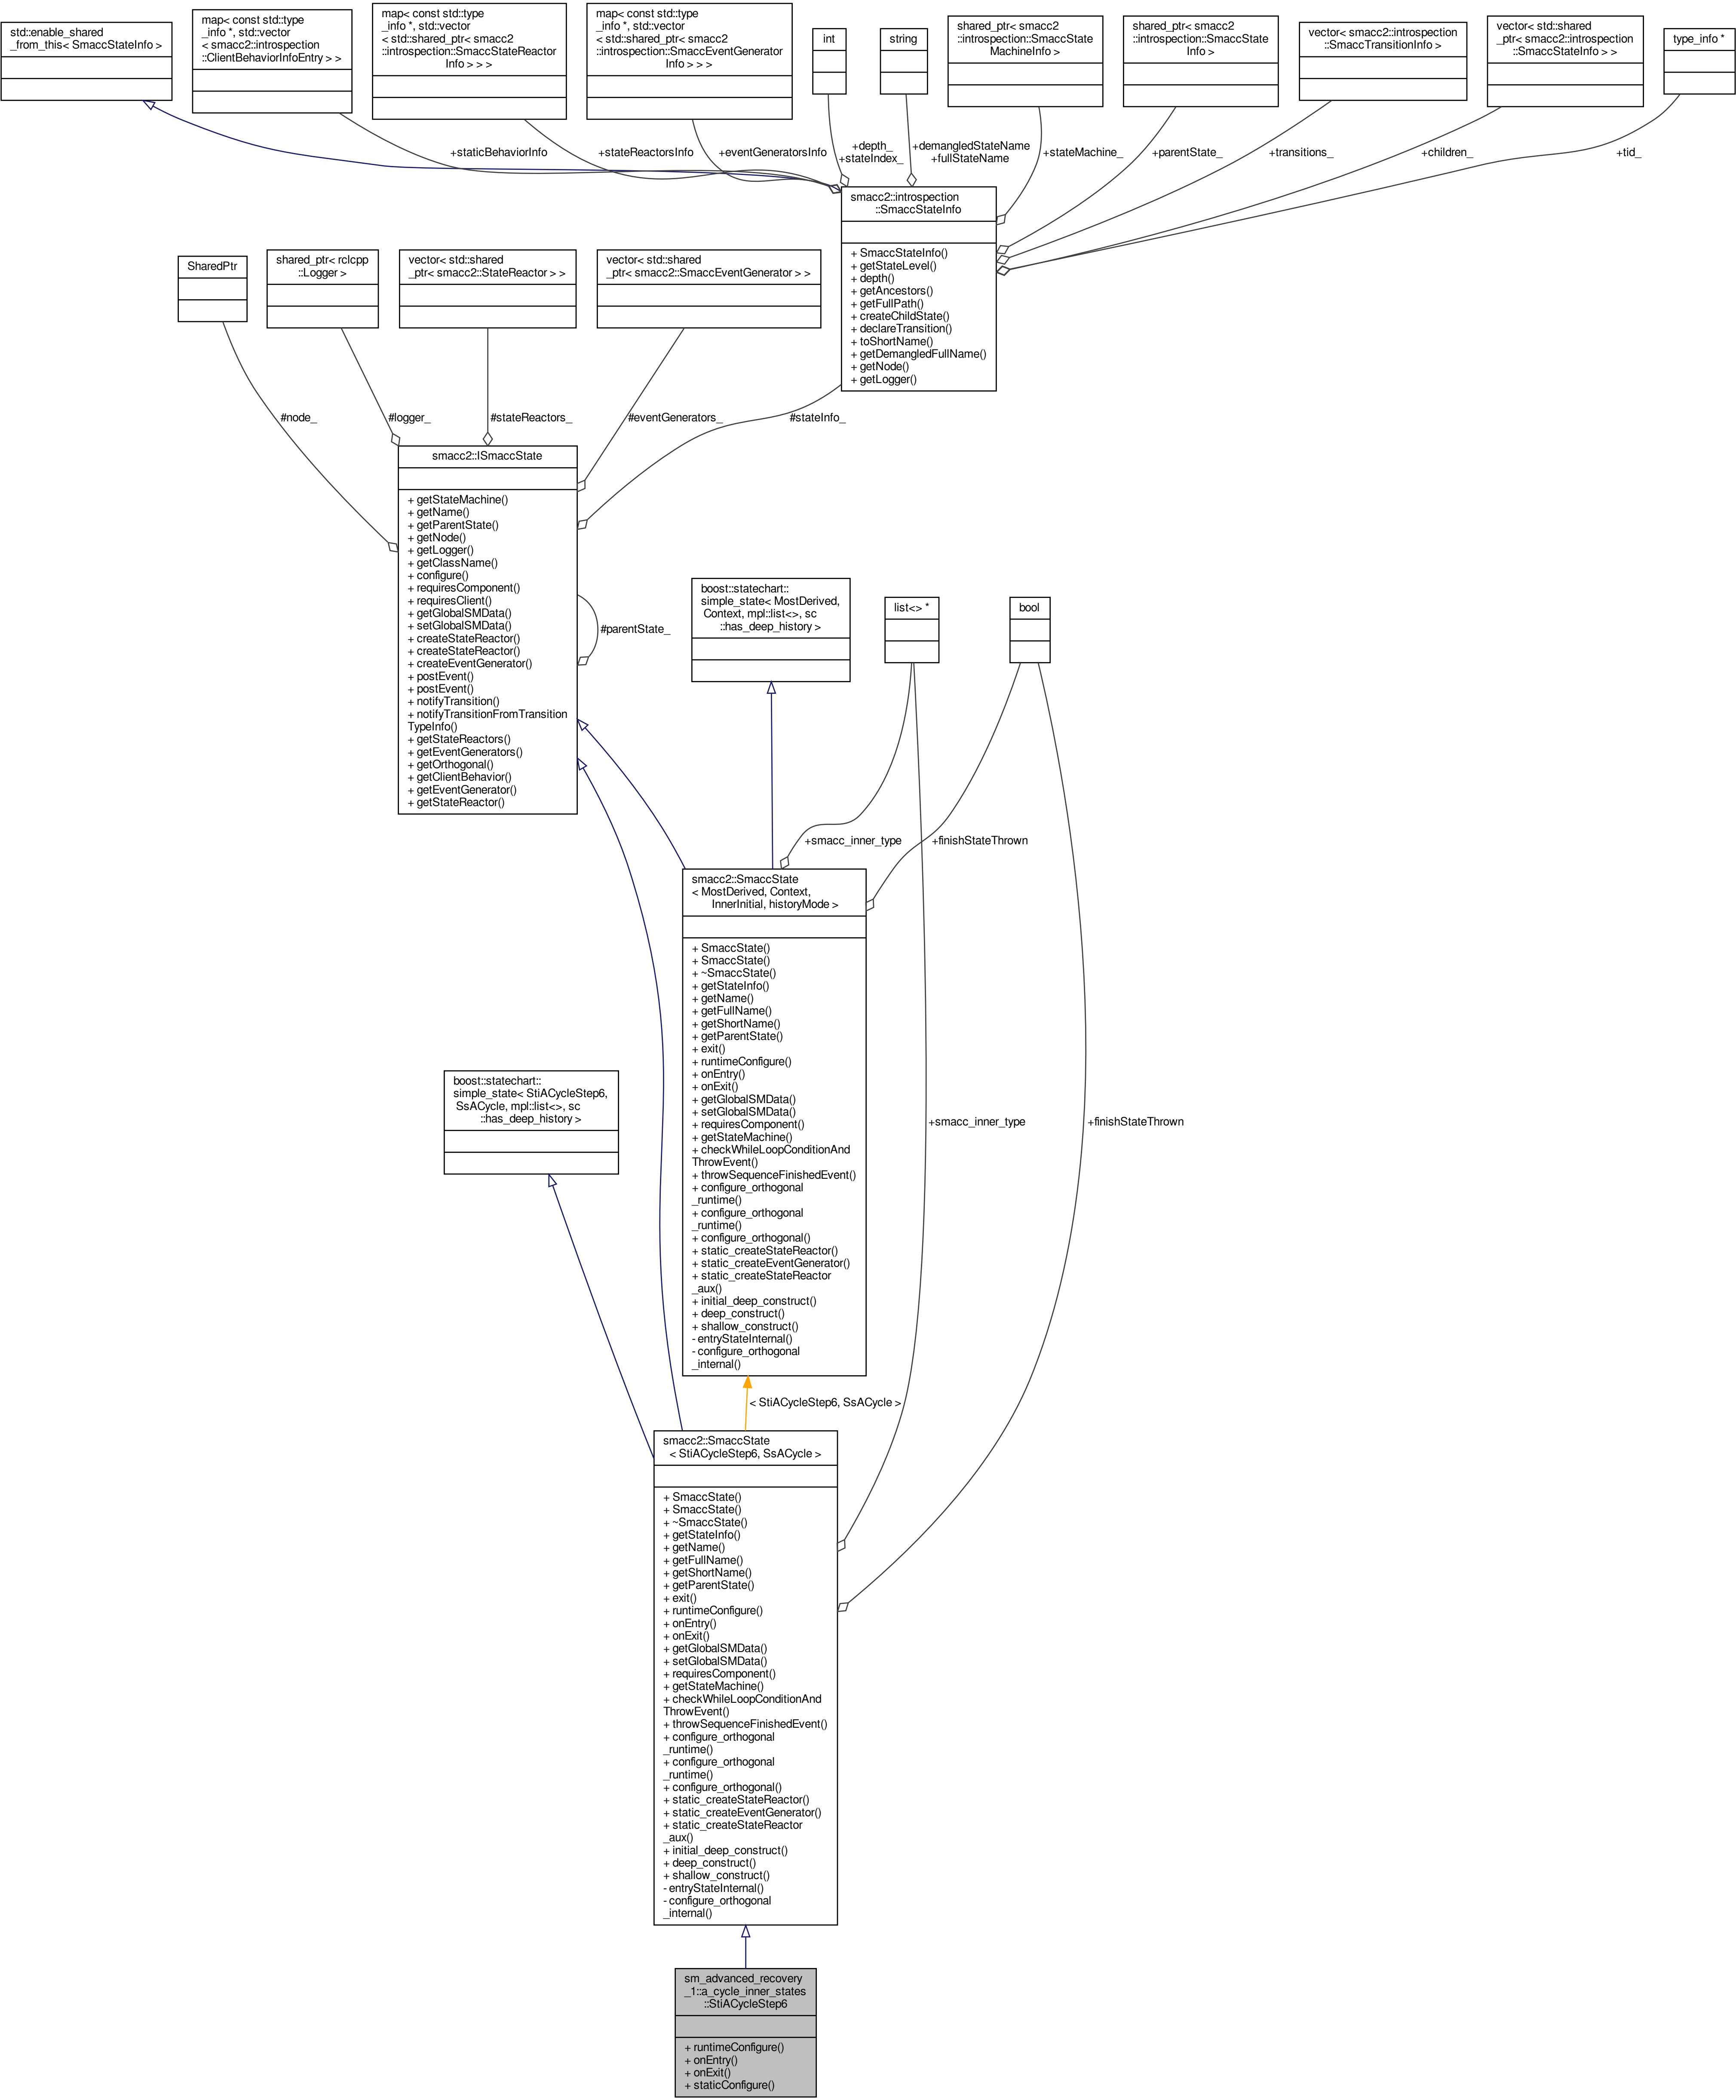 std::enable_shared
_from_this< SmaccStateInfo >
map< const std::type
_info *, std::vector
< smacc2::introspection
::ClientBehaviorInfoEntry > >
map< const std::type
_info *, std::vector
< std::shared_ptr< smacc2
::introspection::SmaccStateReactor
Info > > >
map< const std::type
_info *, std::vector
< std::shared_ptr< smacc2
::introspection::SmaccEventGenerator
Info > > >
int
string
shared_ptr< smacc2
::introspection::SmaccState
MachineInfo >
shared_ptr< smacc2
::introspection::SmaccState
Info >
vector< smacc2::introspection
::SmaccTransitionInfo >
vector< std::shared
_ptr< smacc2::introspection
::SmaccStateInfo > >
type_info *
+staticBehaviorInfo
+stateReactorsInfo
+eventGeneratorsInfo
+depth_
+stateIndex_
+demangledStateName
+fullStateName
+stateMachine_
+parentState_
+transitions_
+children_
+tid_
smacc2::introspection
::SmaccStateInfo
+ SmaccStateInfo()
+ getStateLevel()
+ depth()
+ getAncestors()
+ getFullPath()
+ createChildState()
+ declareTransition()
+ toShortName()
+ getDemangledFullName()
+ getNode()
+ getLogger()
SharedPtr
shared_ptr< rclcpp
::Logger >
vector< std::shared
_ptr< smacc2::StateReactor > >
vector< std::shared
_ptr< smacc2::SmaccEventGenerator > >
#node_
#logger_
#stateReactors_
#eventGenerators_
#stateInfo_
smacc2::ISmaccState
+ getStateMachine()
+ getName()
+ getParentState()
+ getNode()
+ getLogger()
+ getClassName()
+ configure()
+ requiresComponent()
+ requiresClient()
+ getGlobalSMData()
+ setGlobalSMData()
+ createStateReactor()
+ createStateReactor()
+ createEventGenerator()
+ postEvent()
+ postEvent()
+ notifyTransition()
+ notifyTransitionFromTransition
TypeInfo()
+ getStateReactors()
+ getEventGenerators()
+ getOrthogonal()
+ getClientBehavior()
+ getEventGenerator()
+ getStateReactor()
#parentState_
boost::statechart::
simple_state< MostDerived,
Context, mpl::list<>, sc
::has_deep_history >
list<> *
bool
+smacc_inner_type
+finishStateThrown
smacc2::SmaccState
< MostDerived, Context,
InnerInitial, historyMode >
+ SmaccState()
+ SmaccState()
+ ~SmaccState()
+ getStateInfo()
+ getName()
+ getFullName()
+ getShortName()
+ getParentState()
+ exit()
+ runtimeConfigure()
+ onEntry()
+ onExit()
+ getGlobalSMData()
+ setGlobalSMData()
+ requiresComponent()
+ getStateMachine()
+ checkWhileLoopConditionAnd
ThrowEvent()
+ throwSequenceFinishedEvent()
+ configure_orthogonal
_runtime()
+ configure_orthogonal
_runtime()
+ configure_orthogonal()
+ static_createStateReactor()
+ static_createEventGenerator()
+ static_createStateReactor
_aux()
+ initial_deep_construct()
+ deep_construct()
+ shallow_construct()
- entryStateInternal()
- configure_orthogonal
_internal()
boost::statechart::
simple_state< StiACycleStep6,
SsACycle, mpl::list<>, sc
::has_deep_history >
+smacc_inner_type
+finishStateThrown
< StiACycleStep6, SsACycle >
smacc2::SmaccState
< StiACycleStep6, SsACycle >
+ SmaccState()
+ SmaccState()
+ ~SmaccState()
+ getStateInfo()
+ getName()
+ getFullName()
+ getShortName()
+ getParentState()
+ exit()
+ runtimeConfigure()
+ onEntry()
+ onExit()
+ getGlobalSMData()
+ setGlobalSMData()
+ requiresComponent()
+ getStateMachine()
+ checkWhileLoopConditionAnd
ThrowEvent()
+ throwSequenceFinishedEvent()
+ configure_orthogonal
_runtime()
+ configure_orthogonal
_runtime()
+ configure_orthogonal()
+ static_createStateReactor()
+ static_createEventGenerator()
+ static_createStateReactor
_aux()
+ initial_deep_construct()
+ deep_construct()
+ shallow_construct()
- entryStateInternal()
- configure_orthogonal
_internal()
sm_advanced_recovery
_1::a_cycle_inner_states
::StiACycleStep6
+ runtimeConfigure()
+ onEntry()
+ onExit()
+ staticConfigure()